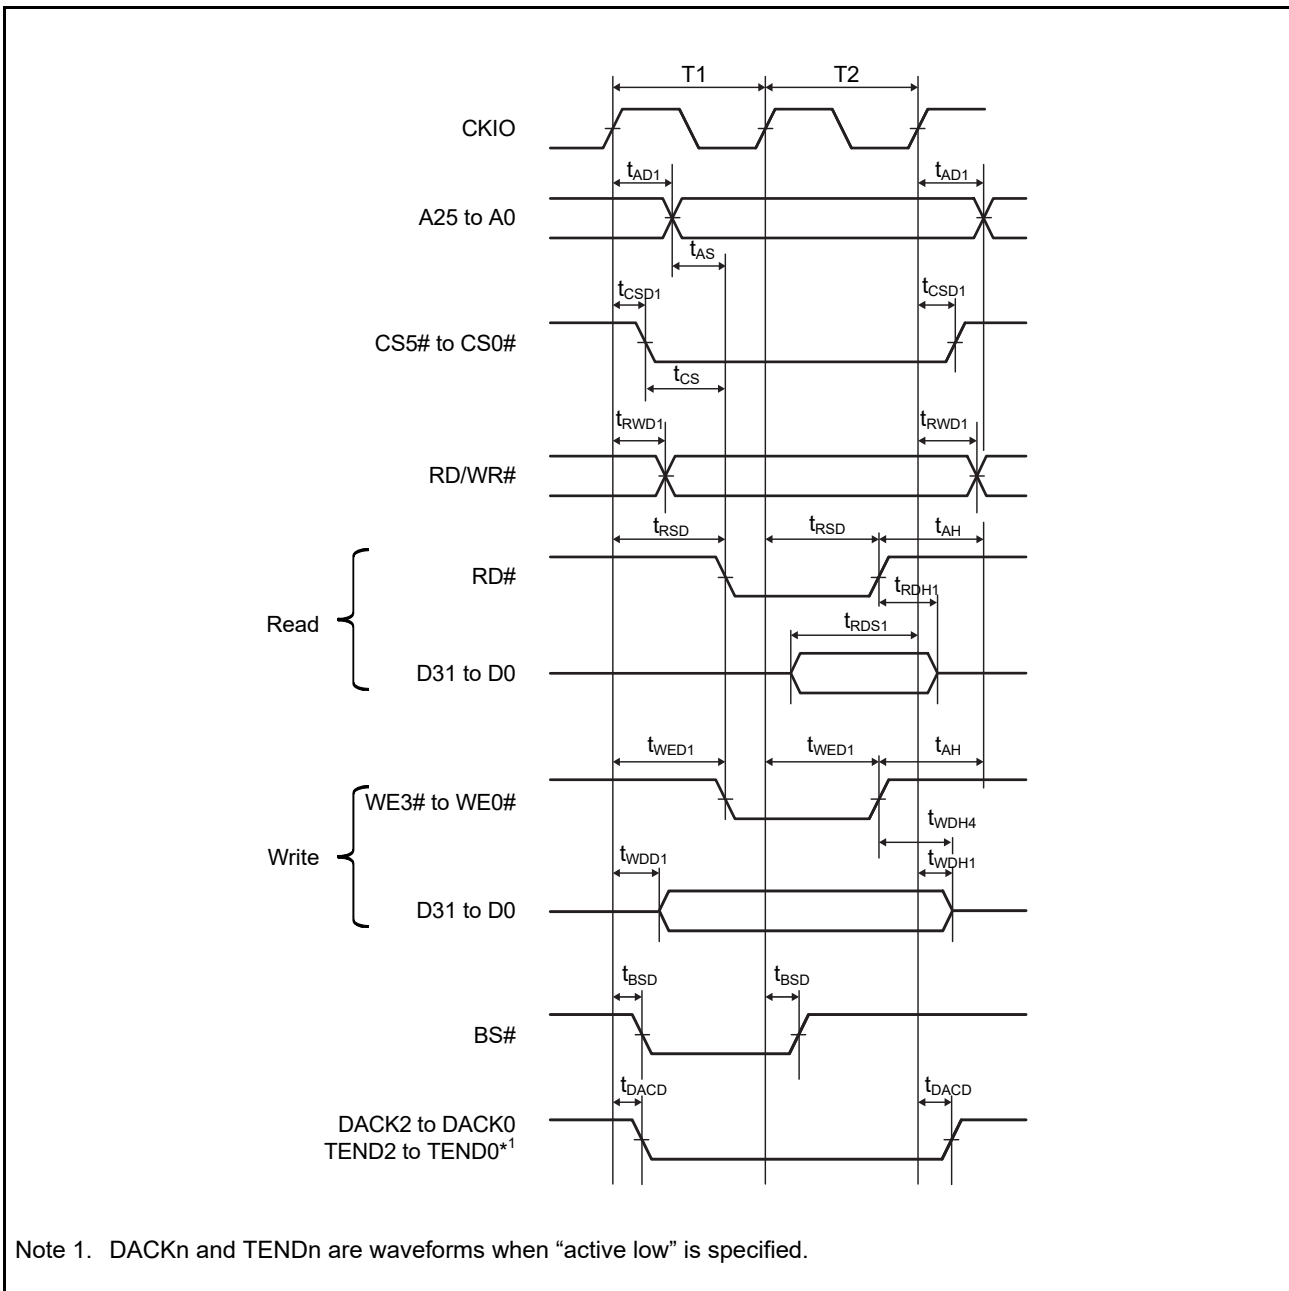 T1 T2
CKIO
tAD1 tAD1
A25 to A0
tAS
tCSD1 tCSD1
CS5# to CS0#
tCS
tRWD1 tRWD1
RD/WR#
tRSD tRSD tAH
RD#
tRDH1
Read
tRDS1
D31 to D0
tWED1 tWED1 tAH
WE3# to WE0#
tWDH4
Write
tWDD1 tWDH1
D31 to D0
tBSD tBSD
BS#
tDACD tDACD
DACK2 to DACK0
TEND2 to TEND0*1
Note 1. DACKn and TENDn are waveforms when “active low” is specified.